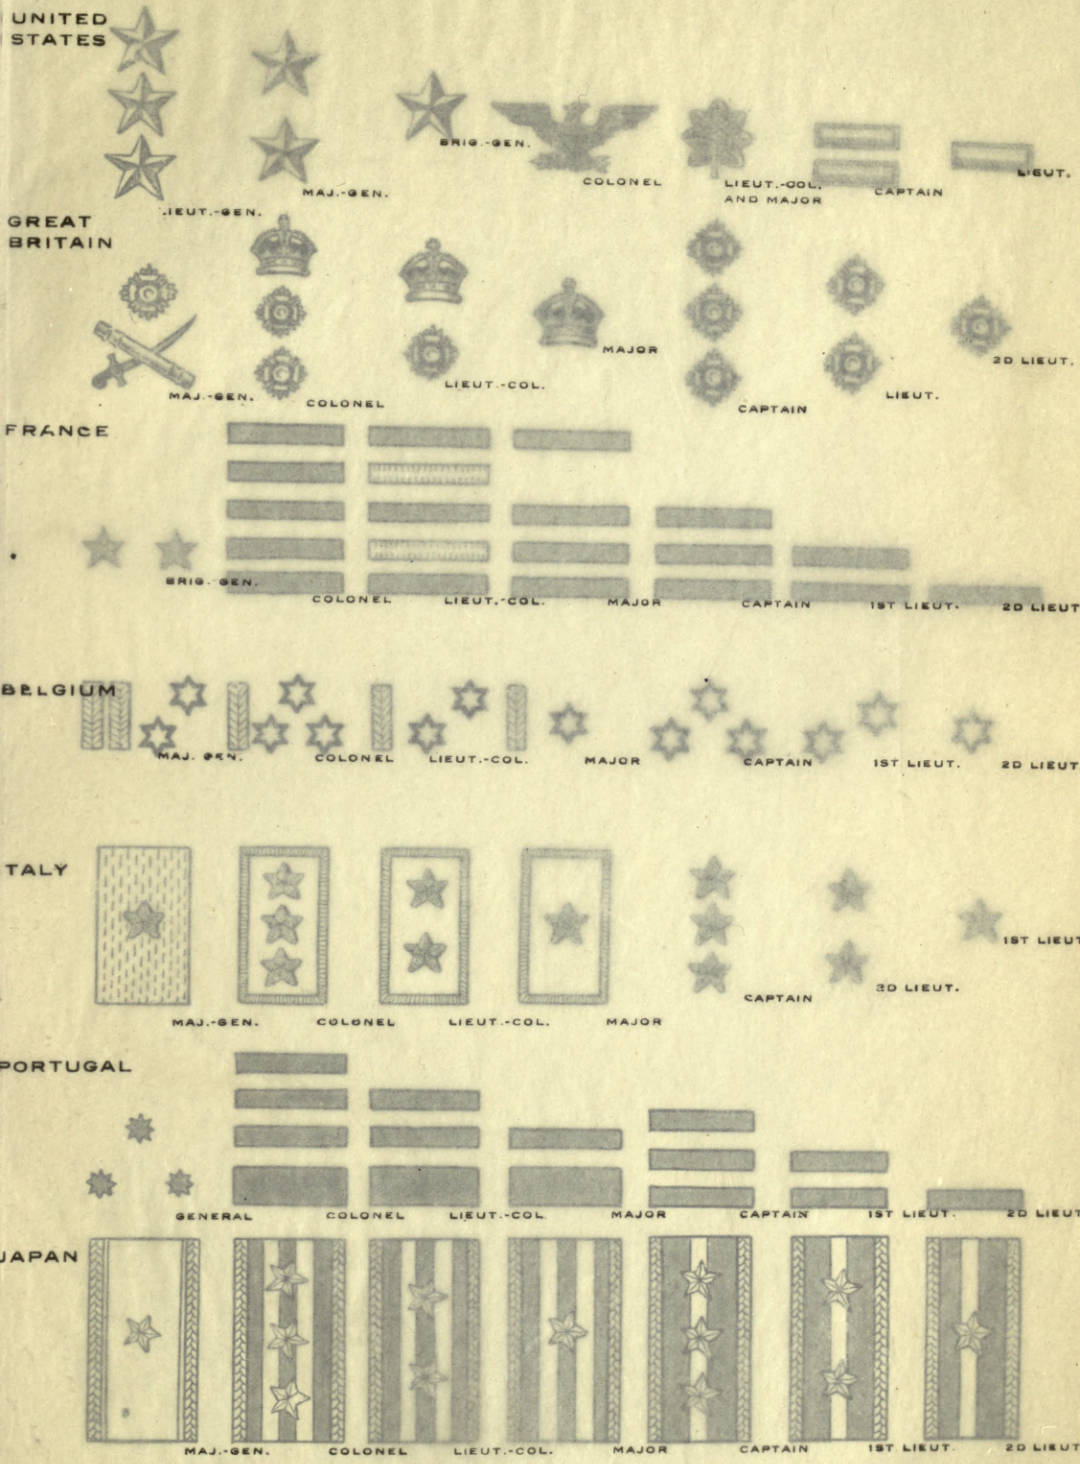 UNITED
STATES
BRIG.-GEN.
COLONEL
LIEUT.-COL.
AND MAJOR
CAPTAIN
LIEUT.
MAJ.-GEN.
IEUT.-GEN.
GREAT
BRITAIN
MAJ.-GEN.
COLONEL
LIEUT.-COL.
MAJOR
CAPTAIN
LIEUT.
2D LIEUT.
FRANCE
BRIG.-GEN.
COLONEL
LIEUT.-COL.
MAJOR
CAPTAIN
1ST LIEUT.
2D LIEUT
BELGIUM
MAJ. GEN.
COLONEL
LIEUT.-COL.
MAJOR
CAPTAIN
1ST LIEUT.
2D LIEUT
TALY
MAJ.-GEN.
COLONEL
LIEUT.-COL.
MAJOR
CAPTAIN
2D LIEUT.
1ST LIEUT
PORTUGAL
GENERAL
COLONEL
LIEUT.-COL
MAJOR
CAPTAIN
1ST LIEUT.
2D LIEUT
JAPAN
MAJ.-GEN.
COLONEL
LIEUT.-COL.
MAJOR
CAPTAIN
1ST LIEUT.
2D LIEUT